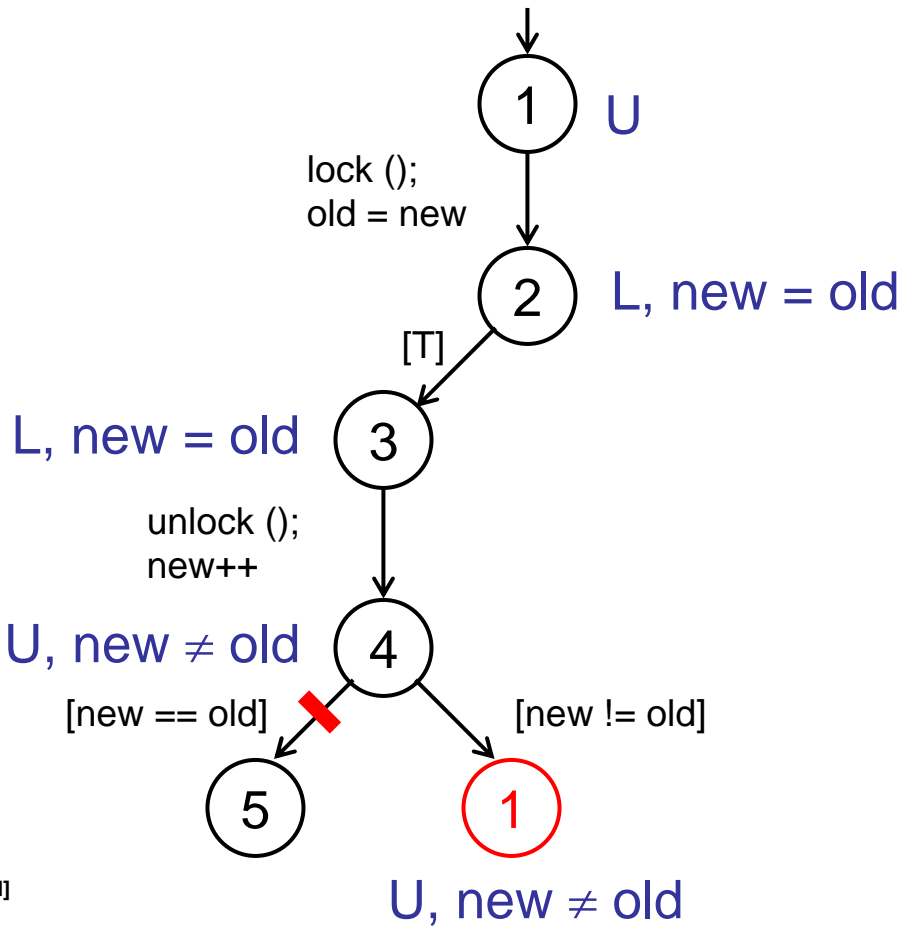 1
U
lock ();
old = new
2
L, new = old
[T]
L, new = old
3
unlock ();
new++
U, new ≠ old
4
[new == old]
[new != old]
5
1
U, new ≠ old